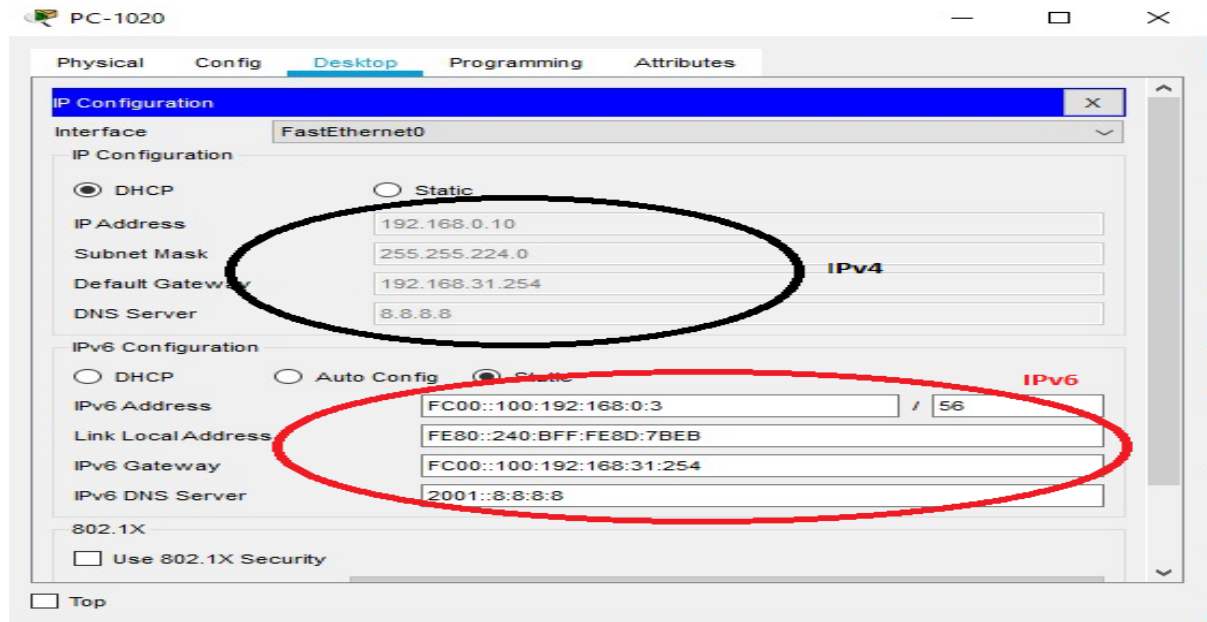 PC-1020
Physical Config Desktop Programming Attributes
IP Configuration X
Interface FastEthernet0
IP Configuration
DHCP Static
IP Address 192.168.0.10
Subnet Mask 255.255.224.0
Default Gateway 192.168.31.254
IPv4
DNS Server 8.8.8.8
IPv6 Configuration
DHCP Auto Config Static
IPv6
IPv6 Address FC00::100:192:168:0:3 / 56
Link Local Address FE80::240:BFF:FE8D:7BEB
IPv6 Gateway FC00::100:192:168:31:254
IPv6 DNS Server 2001::8:8:8:8
802.1X
Use 802.1X Security
Top